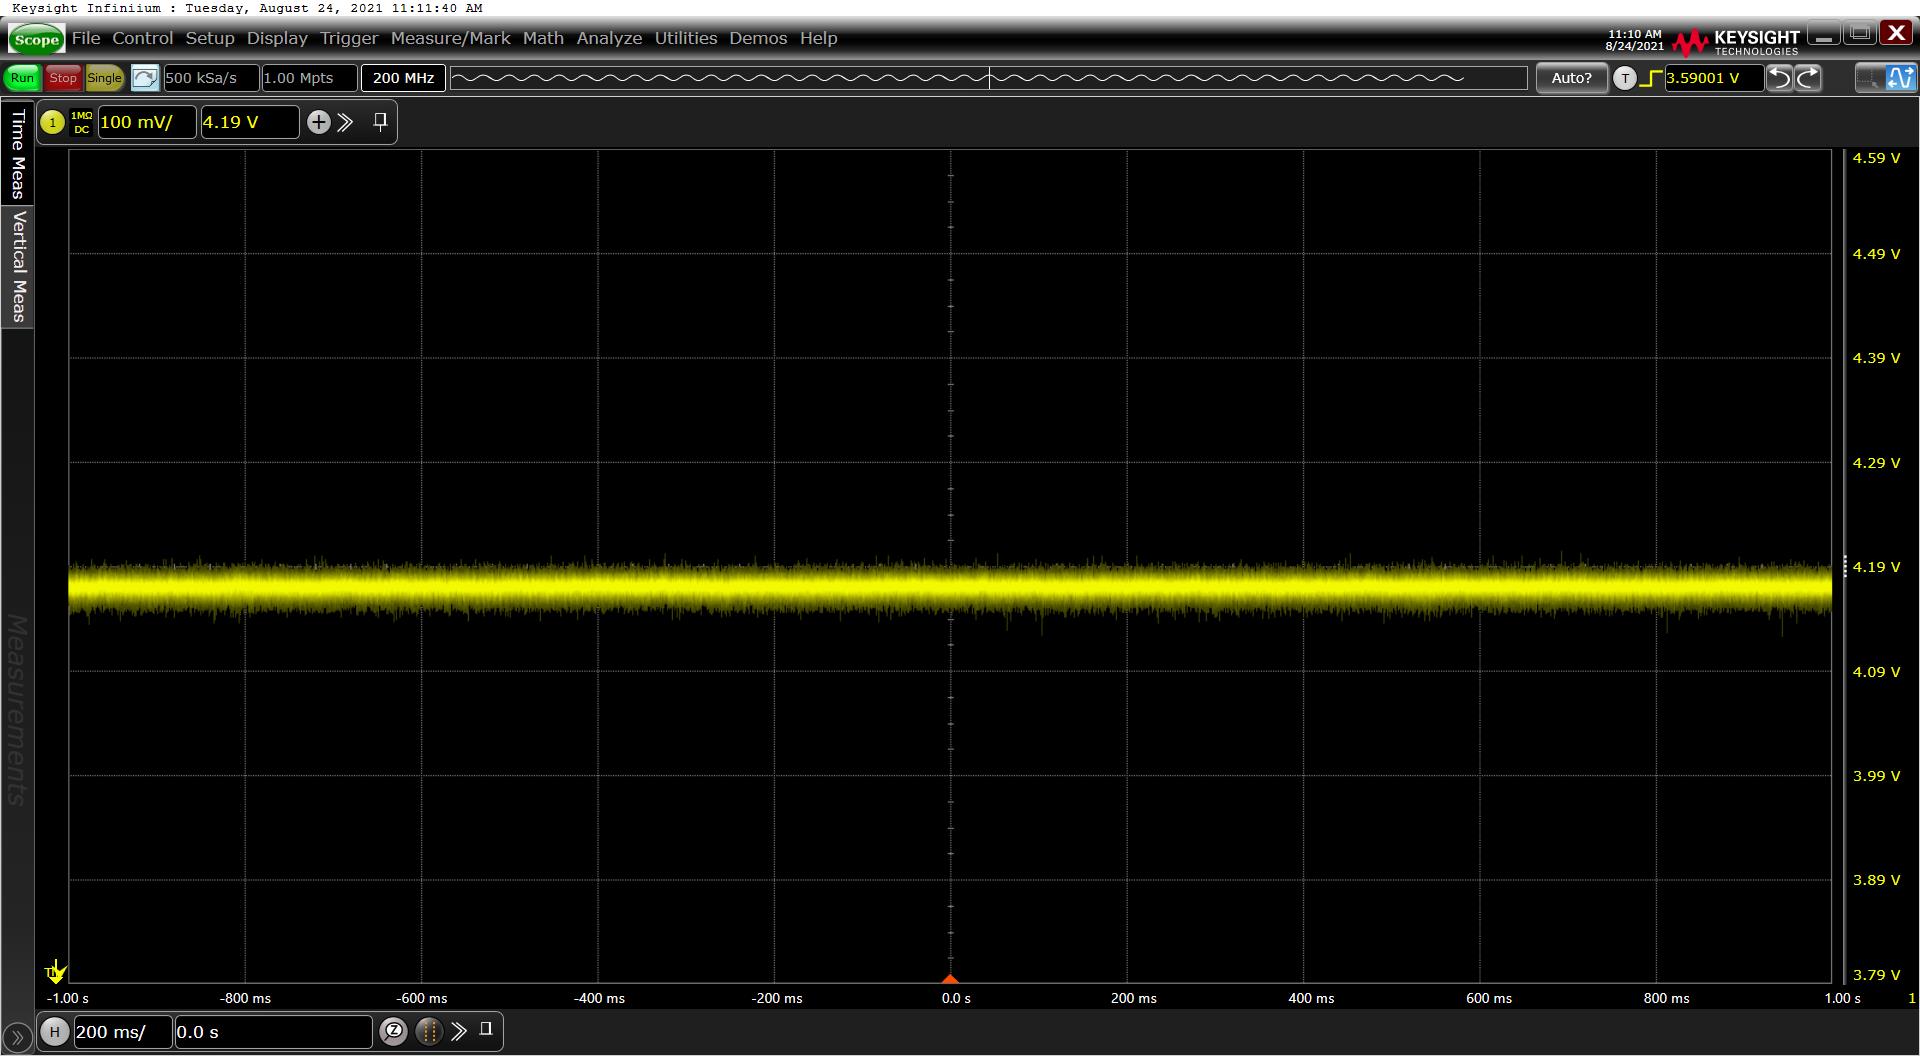 Keysight Infiniium : Tuesday, August 24, 2021 11:11:40 AM
Scope File Control Setup Display Trigger Measure/Mark Math Analyze Utilities Demos Help
11:10 AM
8/24/2021
KEYSIGHT
TECHNOLOGIES
X
Run Stop Single 500 kSa/s 1.00 Mpts 200 MHz Auto? T 3.59001 V
1 1MΩ DC 100 mV/ 4.19 V
Time Meas
Vertical Meas
Measurements
4.59 V
4.49 V
4.39 V
4.29 V
4.19 V
4.09 V
3.99 V
3.89 V
3.79 V
-1.00 s -800 ms -600 ms -400 ms -200 ms 0.0 s 200 ms 400 ms 600 ms 800 ms 1.00 s 1
H 200 ms/ 0.0 s Z